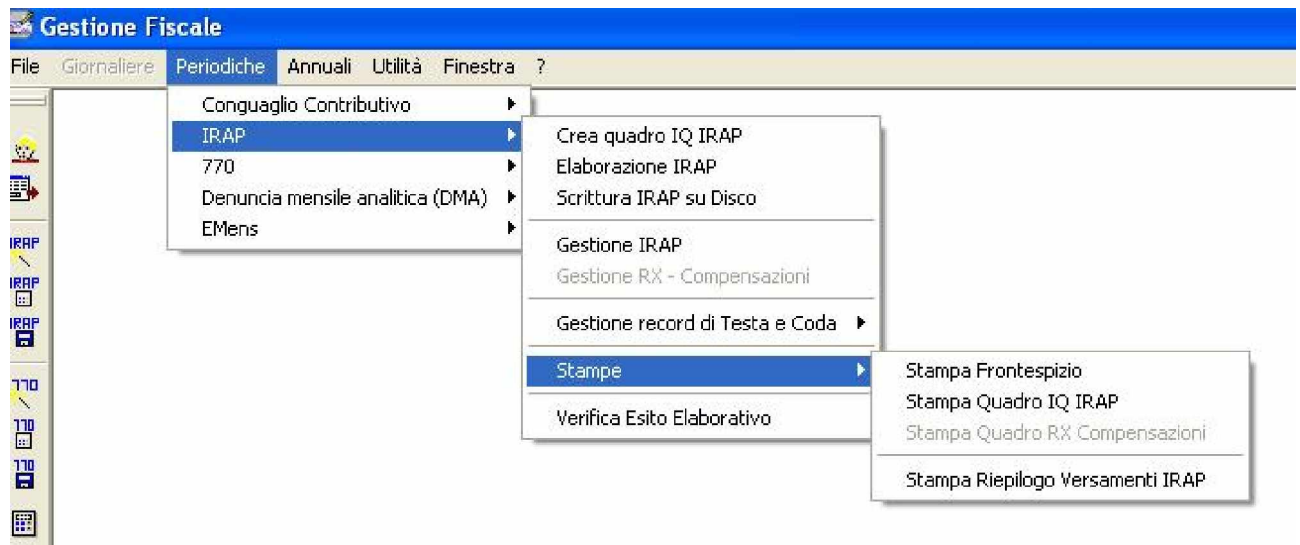 Gestione Fiscale
File Giornaliere Periodiche Annuali Utilità Finestra ?
Conguaglio Contributivo
IRAP
770
Denuncia mensile analitica (DMA)
EMens
Crea quadro IQ IRAP
Elaborazione IRAP
Scrittura IRAP su Disco
Gestione IRAP
Gestione RX - Compensazioni
Gestione record di Testa e Coda
Stampe
Verifica Esito Elaborativo
Stampa Frontespizio
Stampa Quadro IQ IRAP
Stampa Quadro RX Compensazioni
Stampa Riepilogo Versamenti IRAP
IRAP
IRAP
IRAP
770
770
770